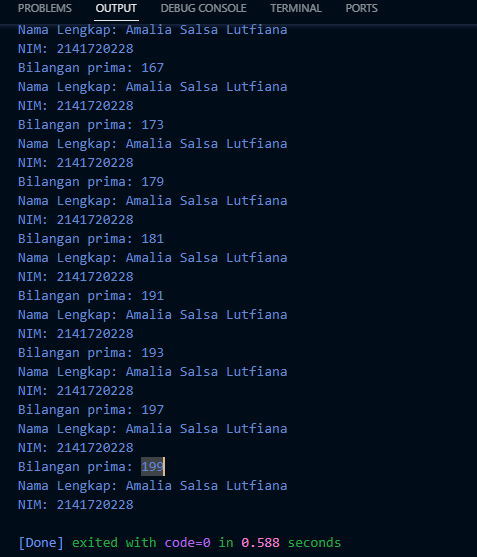 PROBLEMS OUTPUT DEBUG CONSOLE TERMINAL PORTS
Nama Lengkap: Amalia Salsa Lutfiana
NIM: 2141720228
Bilangan prima: 167
Nama Lengkap: Amalia Salsa Lutfiana
NIM: 2141720228
Bilangan prima: 173
Nama Lengkap: Amalia Salsa Lutfiana
NIM: 2141720228
Bilangan prima: 179
Nama Lengkap: Amalia Salsa Lutfiana
NIM: 2141720228
Bilangan prima: 181
Nama Lengkap: Amalia Salsa Lutfiana
NIM: 2141720228
Bilangan prima: 191
Nama Lengkap: Amalia Salsa Lutfiana
NIM: 2141720228
Bilangan prima: 193
Nama Lengkap: Amalia Salsa Lutfiana
NIM: 2141720228
Bilangan prima: 197
Nama Lengkap: Amalia Salsa Lutfiana
NIM: 2141720228
Bilangan prima: 199
Nama Lengkap: Amalia Salsa Lutfiana
NIM: 2141720228
[Done] exited with code=0 in 0.588 seconds